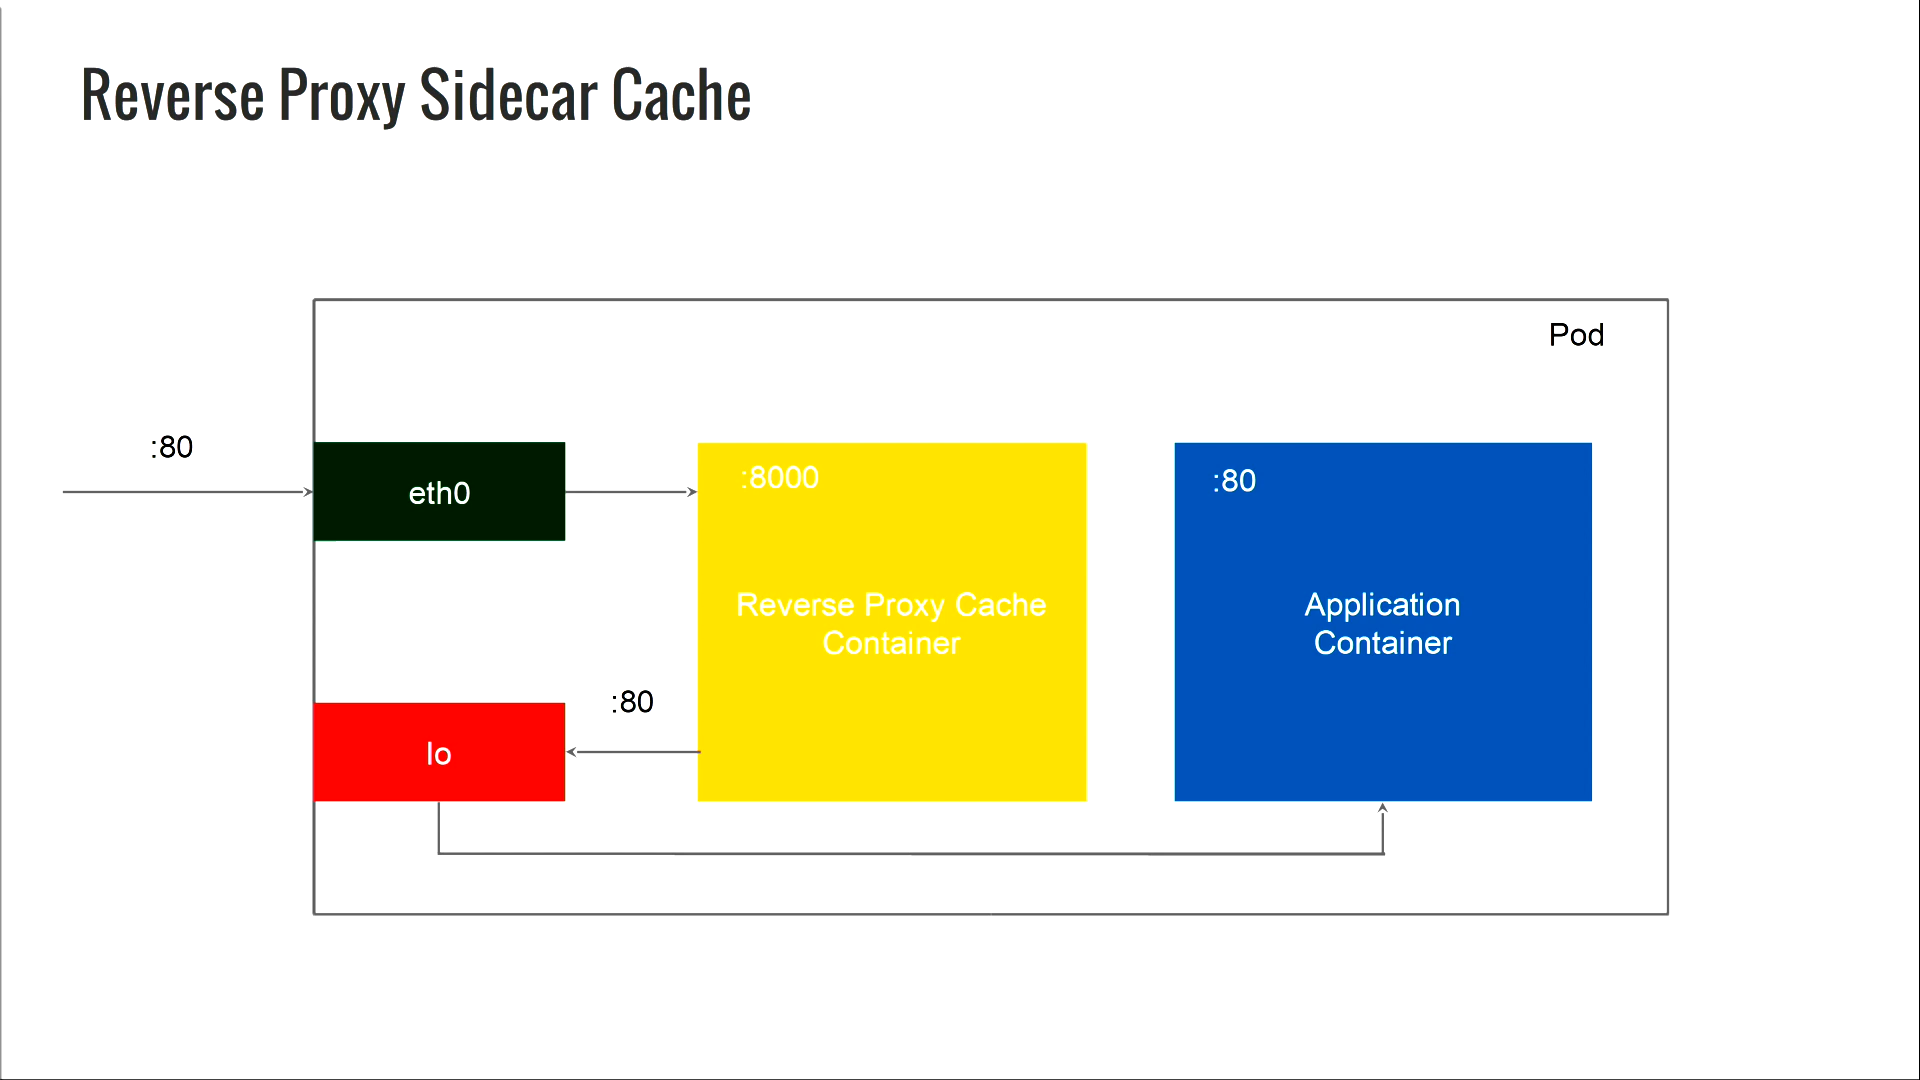 Reverse Proxy Sidecar Cache
Pod
:80
eth0
:8000
:80
Reverse Proxy Cache
Container
Application
Container
:80
lo